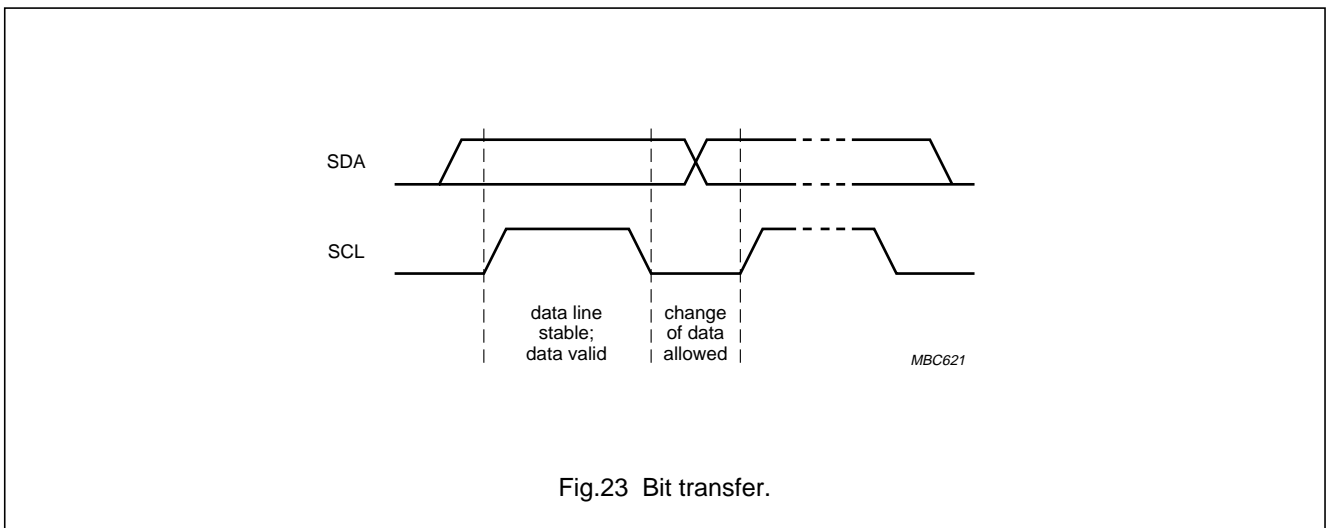 SDA
SCL
data line
stable;
data valid
change
of data
allowed
MBC621
Fig.23 Bit transfer.